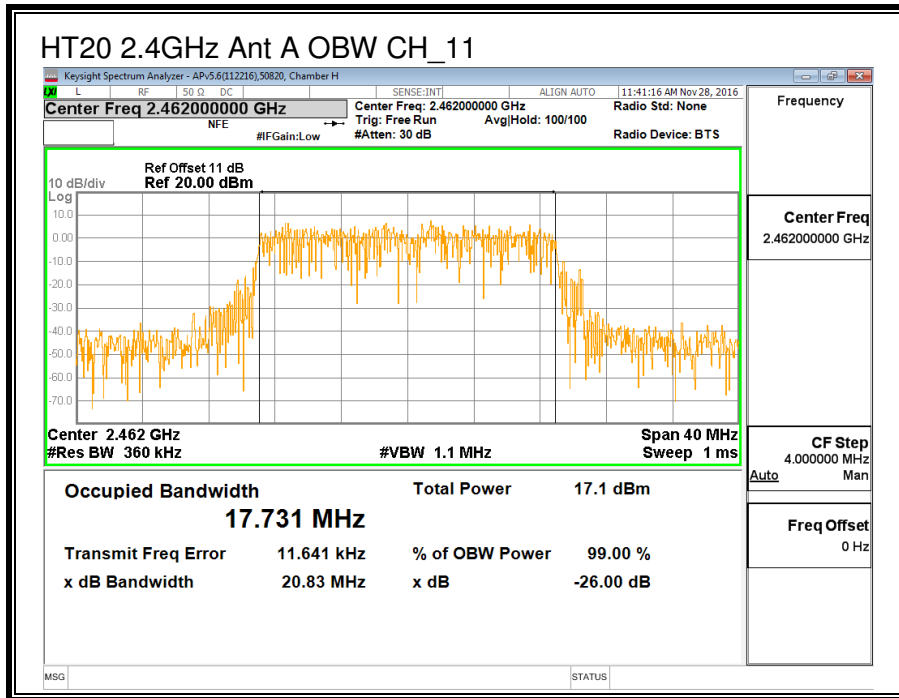 HT20 2.4GHz Ant A OBW CH_11
Keysight Spectrum Analyzer - APv5.6(112216),50820, Chamber H
LXI L RF 50 Ω DC SENSE:INT ALIGN AUTO 11:41:16 AM Nov 28, 2016
Center Freq 2.462000000 GHz
NFE
#IFGain:Low
Center Freq: 2.462000000 GHz
Trig: Free Run Avg|Hold: 100/100
#Atten: 30 dB
Radio Std: None
Radio Device: BTS
Frequency
Ref Offset 11 dB
10 dB/div Ref 20.00 dBm
Log
10.0
0.00
-10.0
-20.0
-30.0
-40.0
-50.0
-60.0
-70.0
Center Freq
2.462000000 GHz
Center 2.462 GHz Span 40 MHz
#Res BW 360 kHz #VBW 1.1 MHz Sweep 1 ms
CF Step
4.000000 MHz
Auto Man
Freq Offset
0 Hz
Occupied Bandwidth Total Power 17.1 dBm
17.731 MHz
Transmit Freq Error 11.641 kHz % of OBW Power 99.00 %
x dB Bandwidth 20.83 MHz x dB -26.00 dB
MSG STATUS